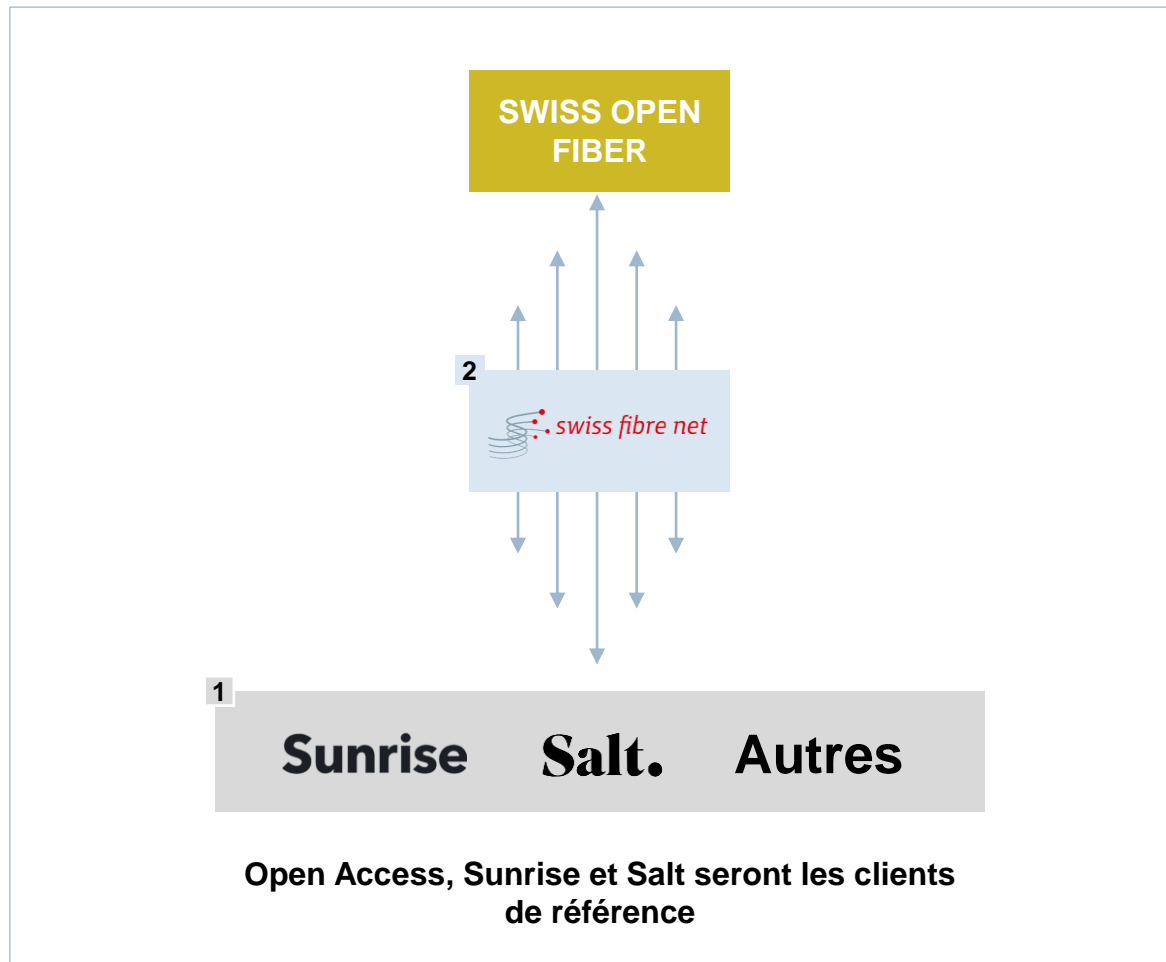 SWISS OPEN
FIBER
2
swiss fibre net
1
Sunrise Salt. Autres
Open Access, Sunrise et Salt seront les clients
de référence